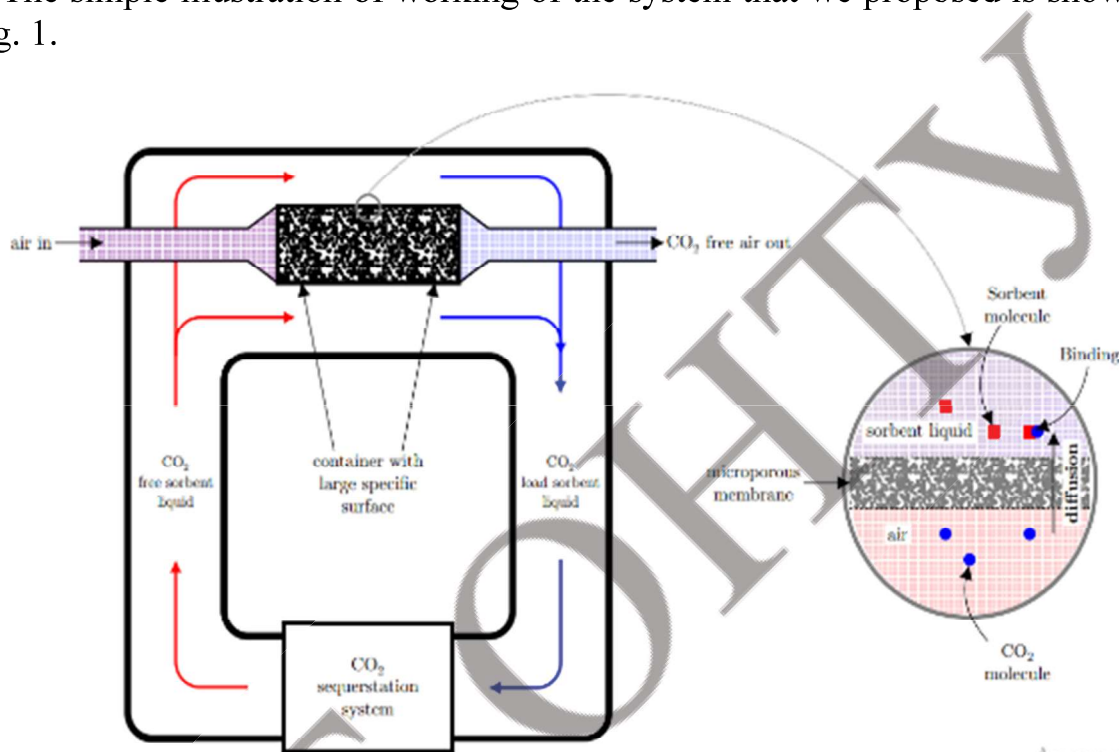 The simple illustration of working of the system that we proposed is show
g. 1.
air in
CO₂ free air out
Sorbent
molecule
Binding
sorbent liquid
microporous
membrane
diffusion
air
CO₂
molecule
CO₂
free sorbent
liquid
container with
large specific
surface
CO₂
load sorbent
liquid
CO₂
sequerstation
system
OHTY